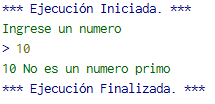 *** Ejecución Iniciada. ***
Ingrese un numero
> 10
10 No es un numero primo
*** Ejecución Finalizada. ***